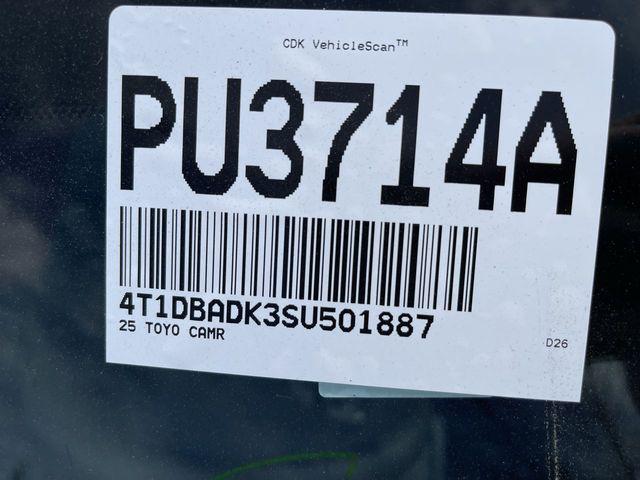 CDK VehicleScan™
PU3714A
4T1DBADK3SU501887
25 TOYO CAMR
D26